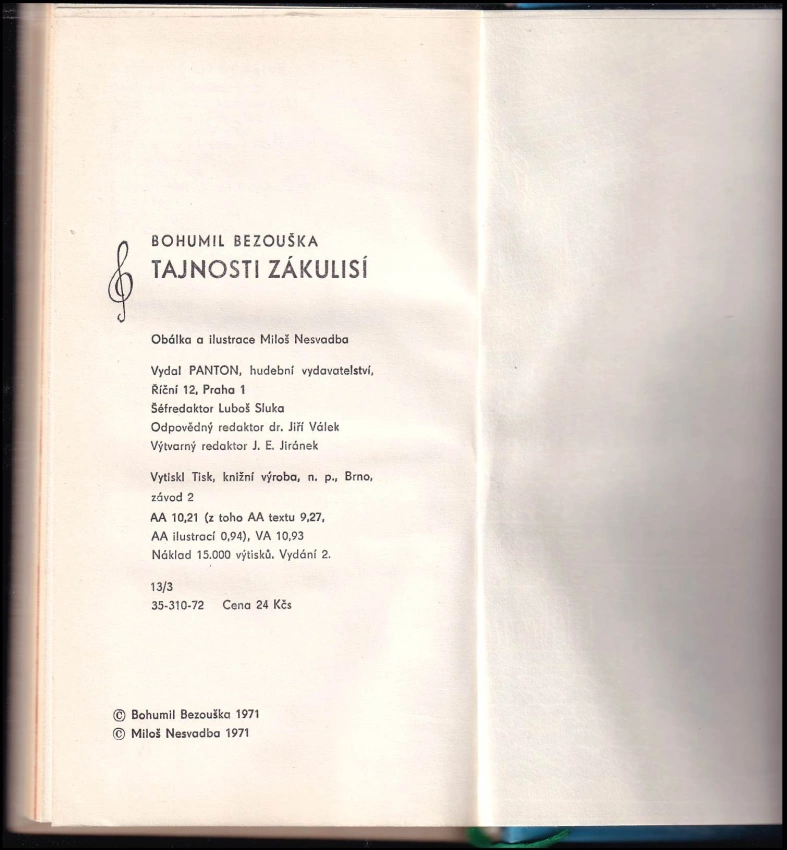 BOHUMIL BEZOUŠKA
TAJNOSTI ZÁKULISÍ
Obálka a ilustrace Miloš Nesvadba
Vydal PANTON, hudební vydavatelství,
Říční 12, Praha 1
Šéfredaktor Luboš Sluka
Odpovědný redaktor dr. Jiří Válek
Výtvarný redaktor J. E. Jiránek
Vytiskl Tisk, knižní výroba, n. p., Brno,
závod 2
AA 10,21 (z toho AA textu 9,27,
AA ilustrací 0,94), VA 10,93
Náklad 15.000 výtisků. Vydání 2.
13/3
35-310-72 Cena 24 Kčs
© Bohumil Bezouška 1971
© Miloš Nesvadba 1971